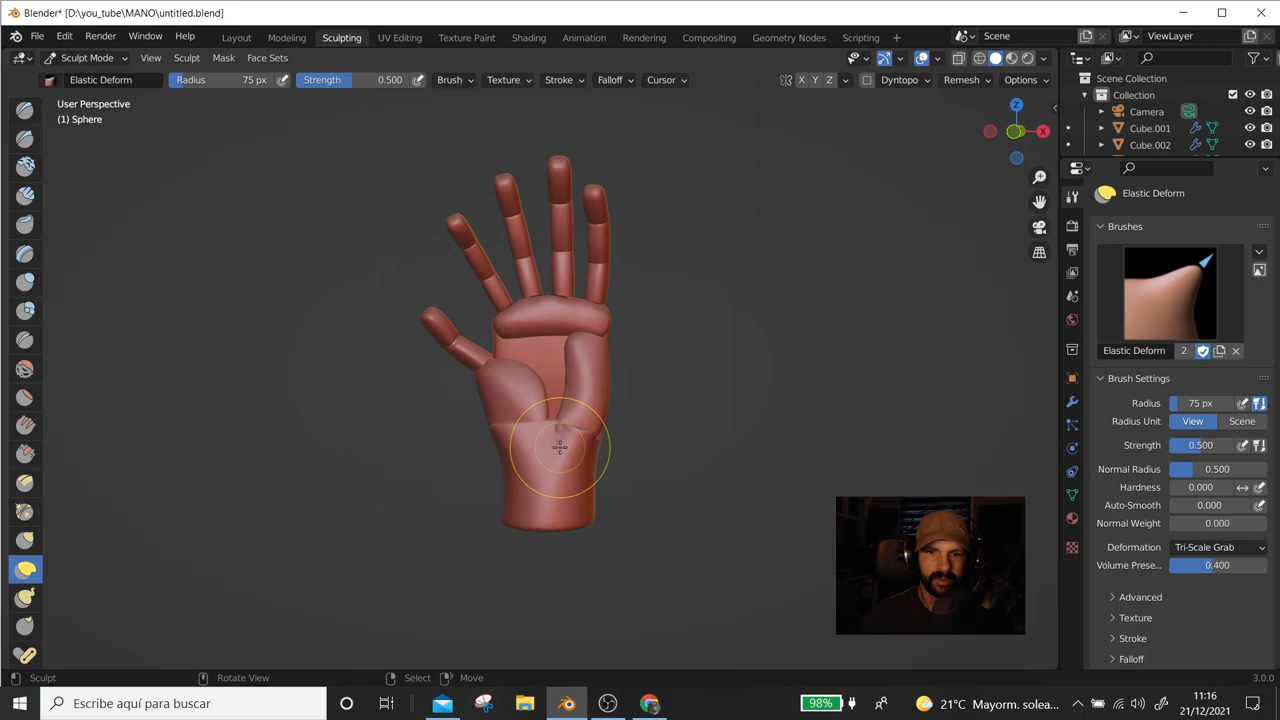 Blender* [D:\you_tube\MANO\untitled.blend]
File Edit Render Window Help Layout Modeling Sculpting UV Editing Texture Paint Shading Animation Rendering Compositing Geometry Nodes Scripting + Scene ViewLayer
Sculpt Mode View Sculpt Mask Face Sets
Elastic Deform Radius 75 px Strength 0.500 Brush Texture Stroke Falloff Cursor X Y Z Dyntopo Remesh Options
Scene Collection
Collection
Camera
Cube.001
Cube.002
User Perspective
(1) Sphere
Z
X
Elastic Deform
Brushes
Elastic Deform 2
Brush Settings
Radius 75 px
Radius Unit View Scene
Strength 0.500
Normal Radius 0.500
Hardness 0.000
Auto-Smooth 0.000
Normal Weight 0.000
Deformation Tri-Scale Grab
Volume Prese... 0.400
Advanced
Texture
Stroke
Falloff
Sculpt Rotate View Select Move 3.0.0
Escribe aquí para buscar 98% 21°C Mayorm. solea... 11:16
21/12/2021